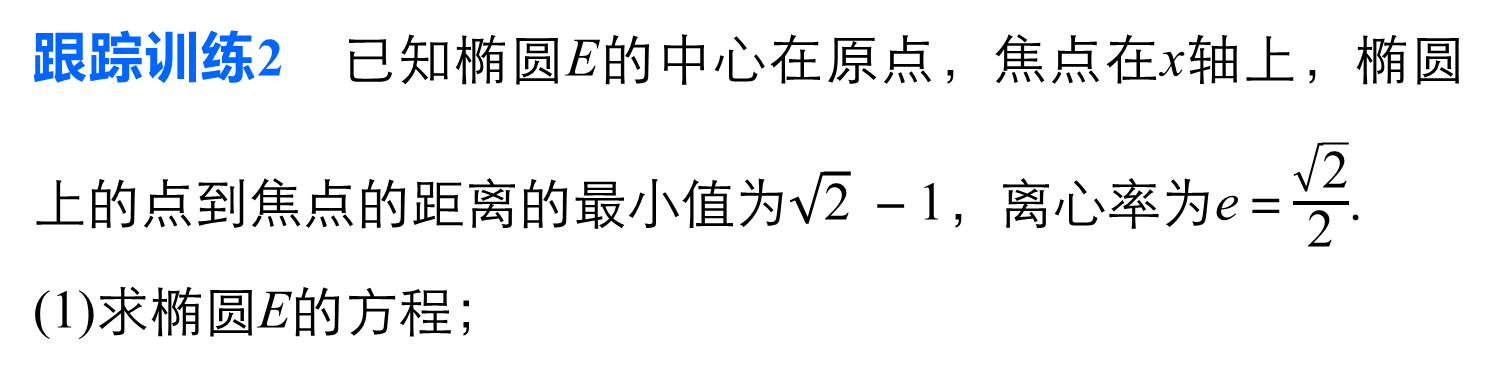 跟踪训练2 已知椭圆E的中心在原点，焦点在x轴上，椭圆
上的点到焦点的距离的最小值为√2 －1，离心率为e＝√2/2.
(1)求椭圆E的方程；